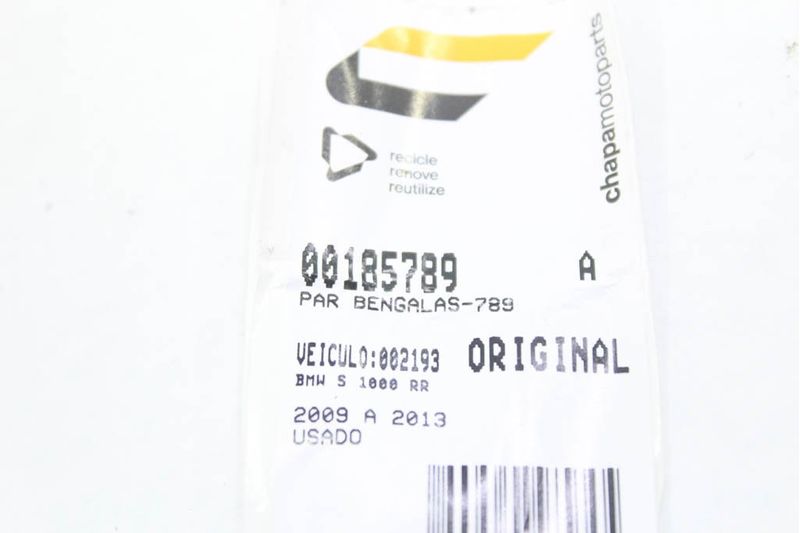 chapamotoparts
recicle
renove
reutilize
00185789 A
PAR BENGALAS-789
VEICULO:002193 ORIGINAL
BMW S 1000 RR
2009 A 2013
USADO